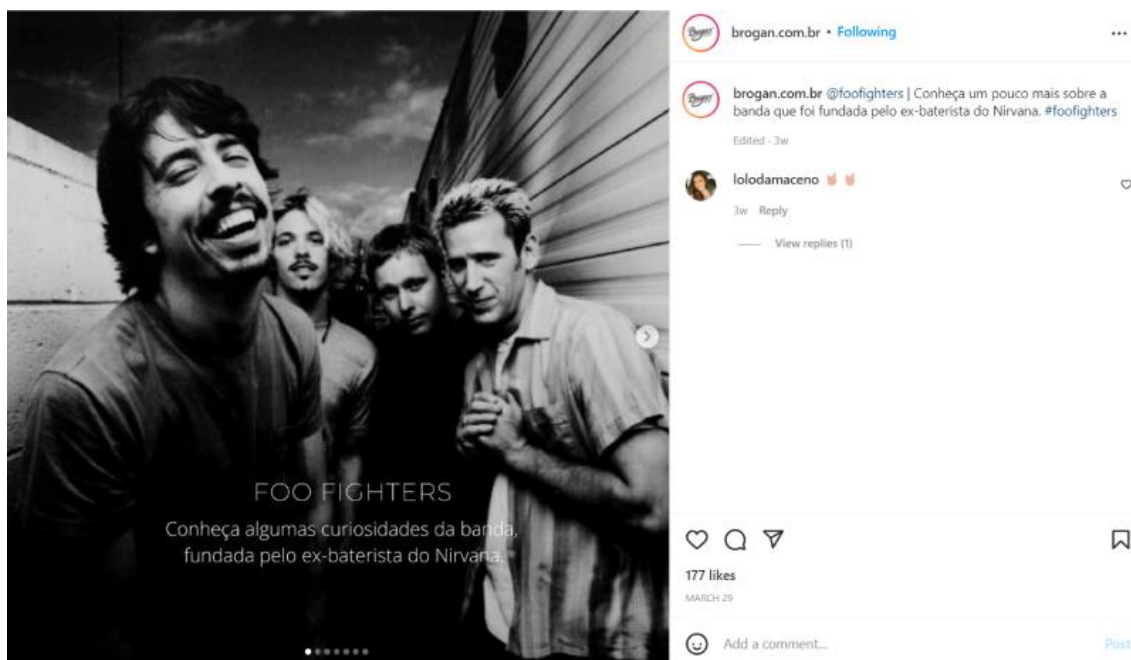 FOO FIGHTERS
Conheça algumas curiosidades da banda,
fundada pelo ex-baterista do Nirvana.
Brogan
brogan.com.br • Following
Brogan
brogan.com.br @foofighters | Conheça um pouco mais sobre a
banda que foi fundada pelo ex-baterista do Nirvana. #foofighters
Edited · 3w
lolodamaceno 🤘🏻 🤘🏻
3w Reply
View replies (1)
177 likes
MARCH 29
Add a comment...
Post